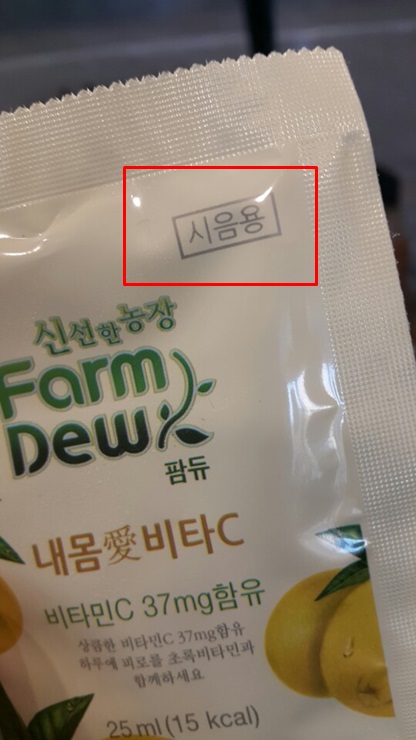 시음용
신선한농장
Farm
Dew
팜듀
내몸愛비타C
비타민C 37mg함유
상큼한 비타민C 37mg함유
하루에 피로를 초록비타민과
함께하세요
25ml(15 kcal)